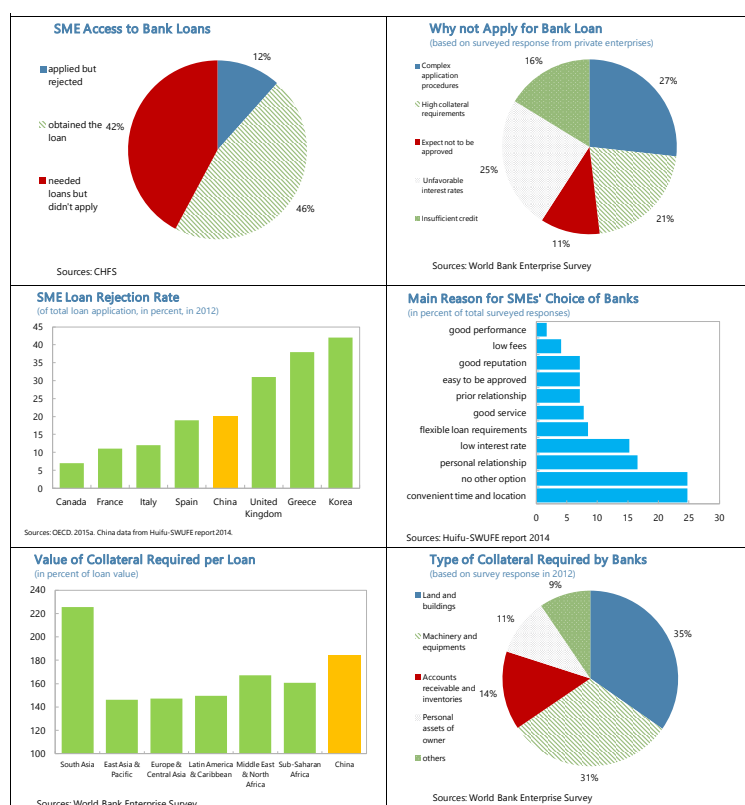 SME Access to Bank Loans
12%
applied but
rejected
obtained the
loan
42%
needed
loans but
didn't apply
46%
Sources: CHFS
Why not Apply for Bank Loan
(based on surveyed response from private enterprises)
Complex
application
procedures
High collateral
requirements
Expect not to be
approved
Unfavorable
interest rates
Insufficient credit
16%
27%
25%
21%
11%
Sources: World Bank Enterprise Survey
SME Loan Rejection Rate
(of total loan application, in percent, in 2012)
45
40
35
30
25
20
15
10
5
0
Canada France Italy Spain China United Kingdom Greece Korea
Sources: OECD. 2015a. China data from Huifu-SWUFE report 2014.
Main Reason for SMEs' Choice of Banks
(in percent of total surveyed responses)
good performance
low fees
good reputation
easy to be approved
prior relationship
good service
flexible loan requirements
low interest rate
personal relationship
no other option
convenient time and location
0 5 10 15 20 25 30
Sources: Huifu-SWUFE report 2014
Value of Collateral Required per Loan
(in percent of loan value)
240
220
200
180
160
140
120
100
South Asia East Asia & Pacific Europe & Central Asia Latin America & Caribbean Middle East & North Africa Sub-Saharan Africa China
Sources: World Bank Enterprise Survey
Type of Collateral Required by Banks
(based on survey response in 2012)
Land and
buildings
Machinery and
equipments
Accounts
receivable and
inventories
Personal
assets of
owner
others
9%
11%
35%
14%
31%
Sources: World Bank Enterprise Survey